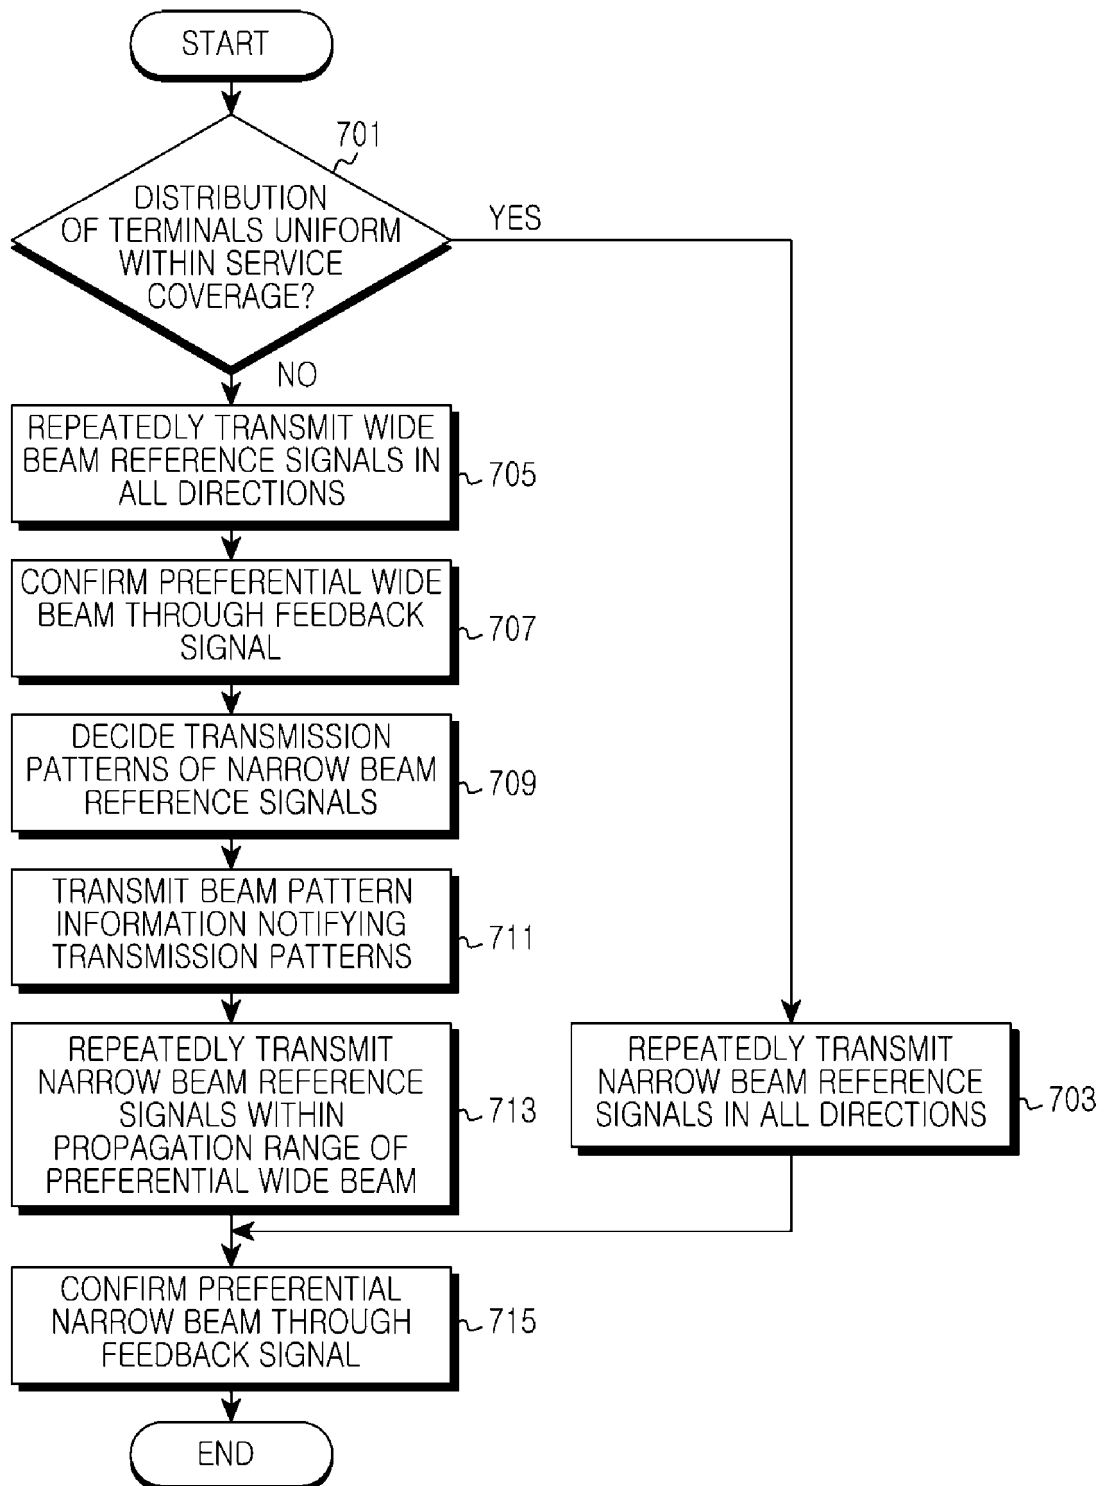 START
701
DISTRIBUTION
OF TERMINALS UNIFORM
WITHIN SERVICE
COVERAGE?
YES
NO
REPEATEDLY TRANSMIT WIDE
BEAM REFERENCE SIGNALS IN
ALL DIRECTIONS
705
CONFIRM PREFERENTIAL WIDE
BEAM THROUGH FEEDBACK
SIGNAL
707
DECIDE TRANSMISSION
PATTERNS OF NARROW BEAM
REFERENCE SIGNALS
709
TRANSMIT BEAM PATTERN
INFORMATION NOTIFYING
TRANSMISSION PATTERNS
711
REPEATEDLY TRANSMIT
NARROW BEAM REFERENCE
SIGNALS WITHIN
PROPAGATION RANGE OF
PREFERENTIAL WIDE BEAM
713
REPEATEDLY TRANSMIT
NARROW BEAM REFERENCE
SIGNALS IN ALL DIRECTIONS
703
CONFIRM PREFERENTIAL
NARROW BEAM THROUGH
FEEDBACK SIGNAL
715
END